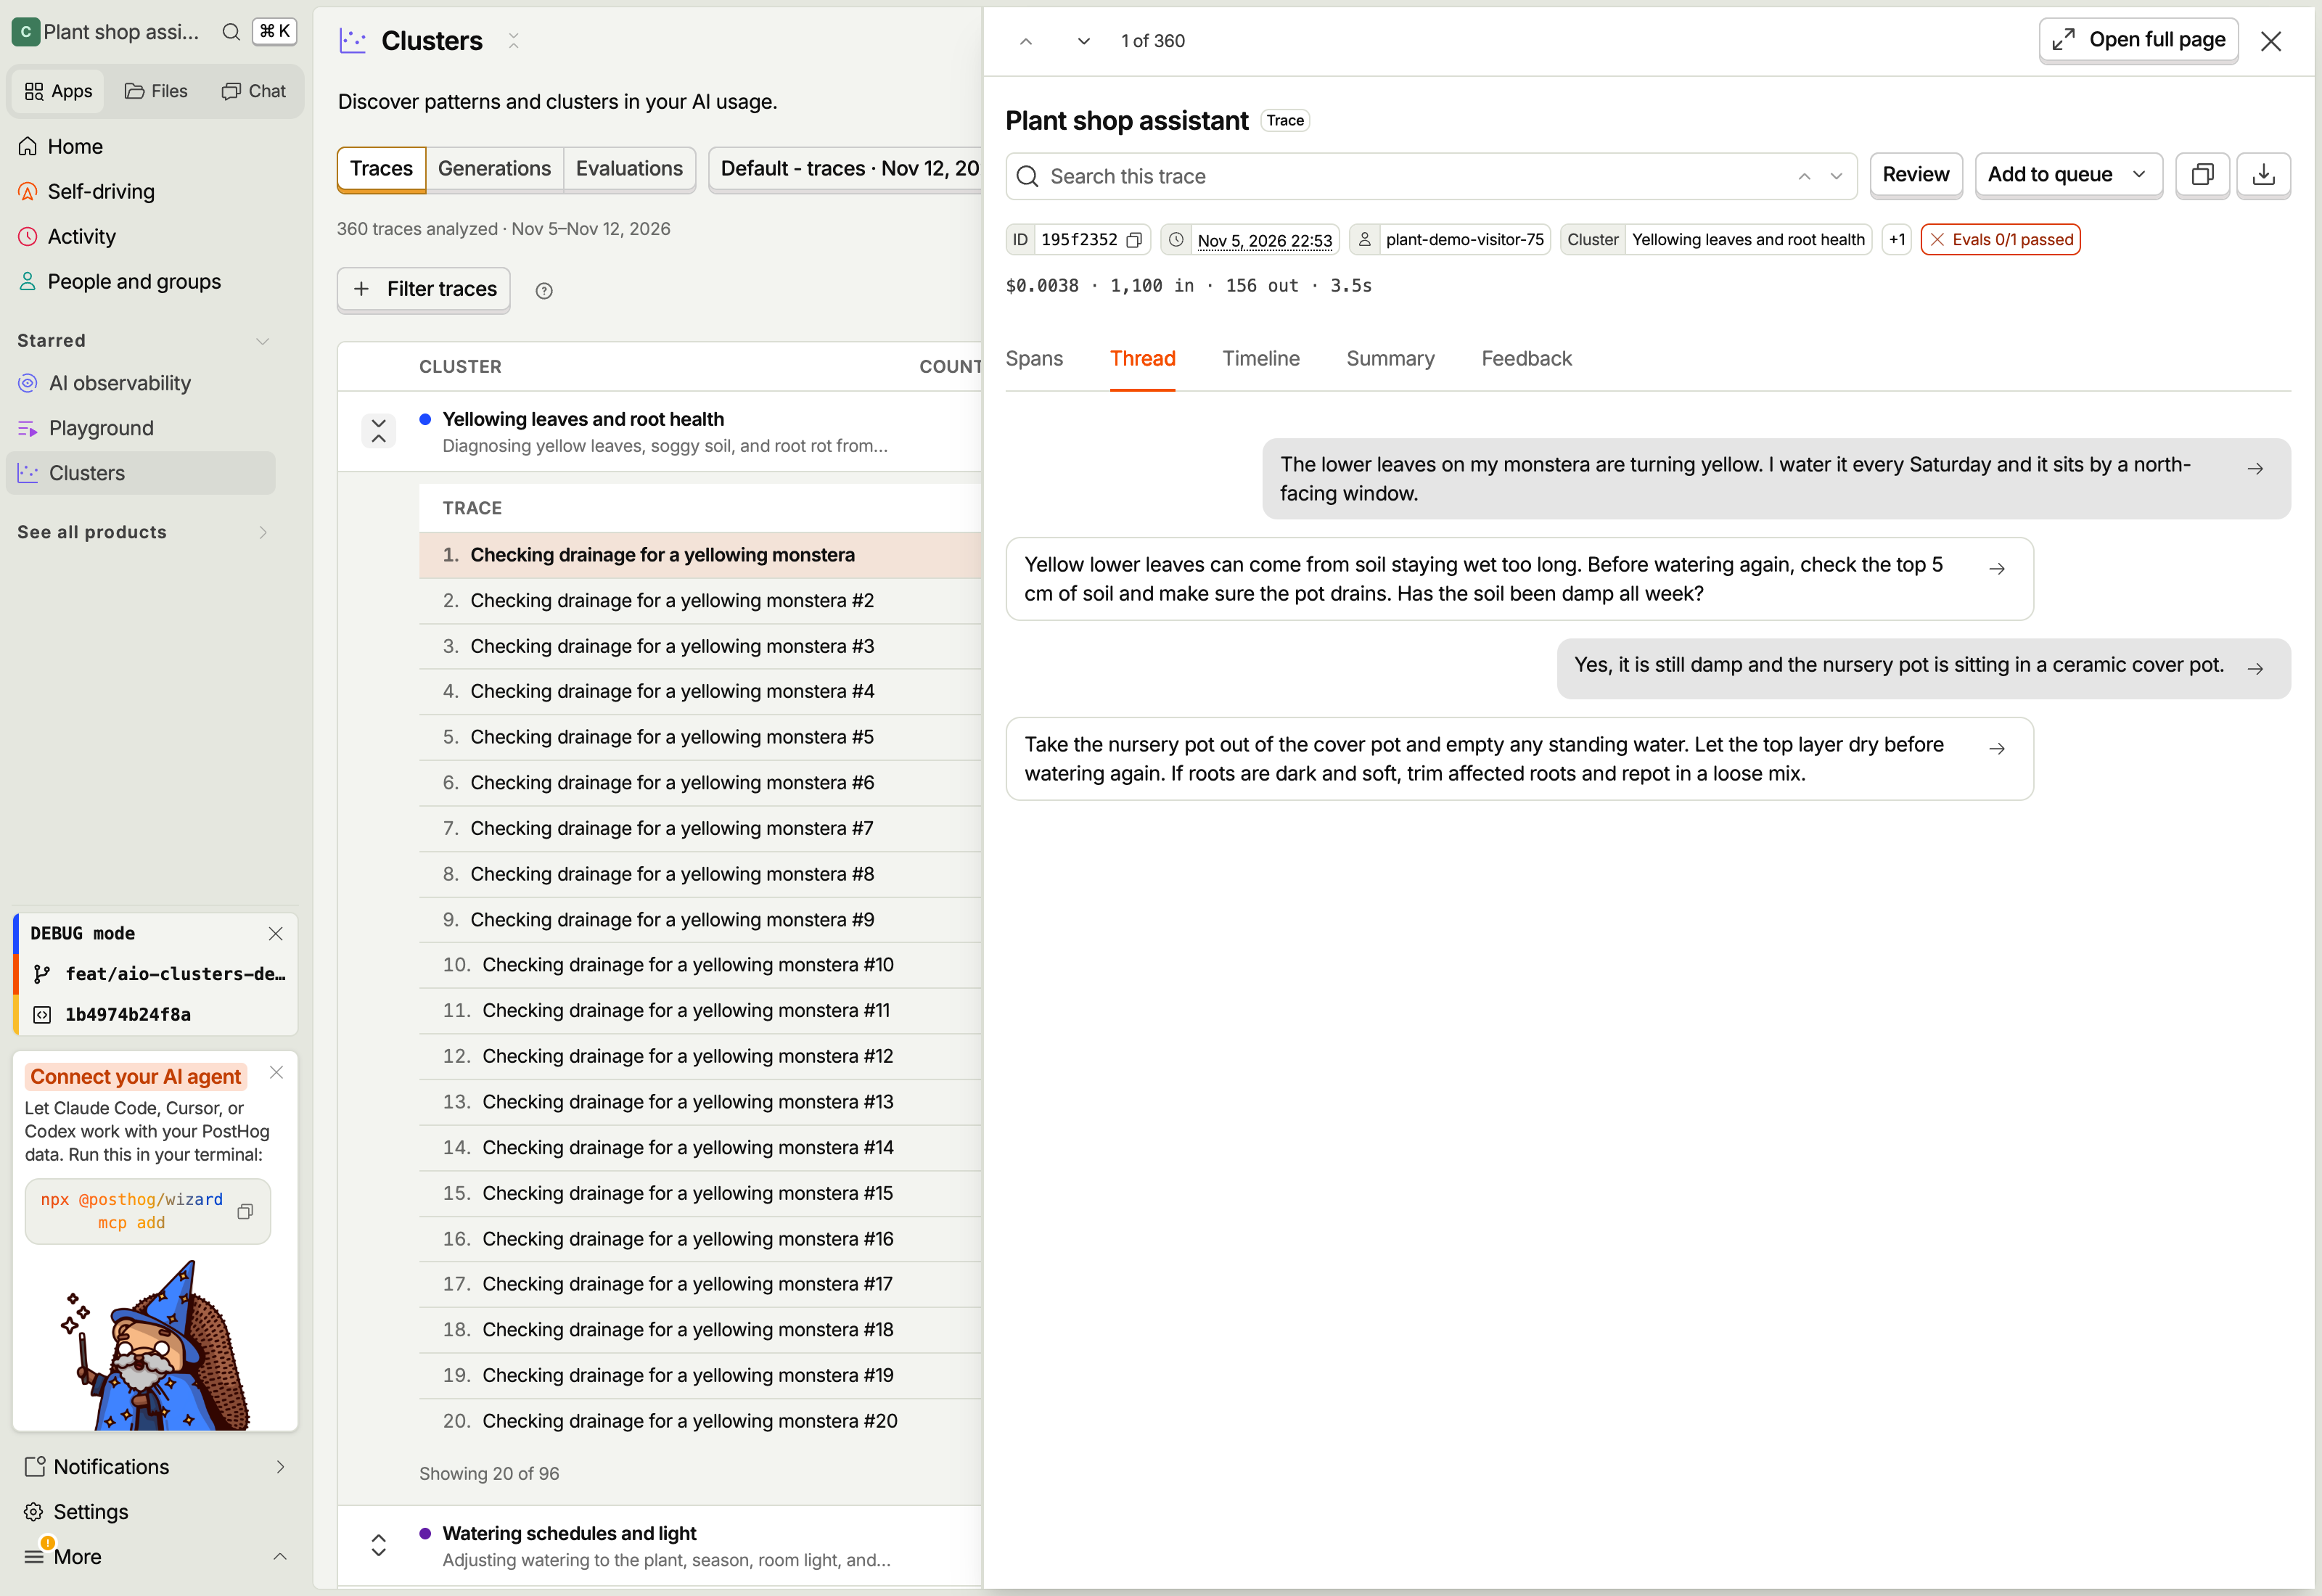 C Plant shop assi... ⌘ K
Apps Files Chat
Home
Self-driving
Activity
People and groups
Starred
AI observability
Playground
Clusters
See all products
DEBUG mode
feat/aio-clusters-de…
1b4974b24f8a
Connect your AI agent
Let Claude Code, Cursor, or
Codex work with your PostHog
data. Run this in your terminal:
npx @posthog/wizard
mcp add
Notifications
Settings
More
Clusters
Discover patterns and clusters in your AI usage.
Traces Generations Evaluations Default - traces · Nov 12, 20
360 traces analyzed · Nov 5–Nov 12, 2026
Filter traces
CLUSTER COUNT
Yellowing leaves and root health
Diagnosing yellow leaves, soggy soil, and root rot from...
TRACE
1. Checking drainage for a yellowing monstera
2. Checking drainage for a yellowing monstera #2
3. Checking drainage for a yellowing monstera #3
4. Checking drainage for a yellowing monstera #4
5. Checking drainage for a yellowing monstera #5
6. Checking drainage for a yellowing monstera #6
7. Checking drainage for a yellowing monstera #7
8. Checking drainage for a yellowing monstera #8
9. Checking drainage for a yellowing monstera #9
10. Checking drainage for a yellowing monstera #10
11. Checking drainage for a yellowing monstera #11
12. Checking drainage for a yellowing monstera #12
13. Checking drainage for a yellowing monstera #13
14. Checking drainage for a yellowing monstera #14
15. Checking drainage for a yellowing monstera #15
16. Checking drainage for a yellowing monstera #16
17. Checking drainage for a yellowing monstera #17
18. Checking drainage for a yellowing monstera #18
19. Checking drainage for a yellowing monstera #19
20. Checking drainage for a yellowing monstera #20
Showing 20 of 96
Watering schedules and light
Adjusting watering to the plant, season, room light, and...
1 of 360
Open full page
Plant shop assistant Trace
Search this trace Review Add to queue
ID 195f2352 Nov 5, 2026 22:53 plant-demo-visitor-75 Cluster Yellowing leaves and root health +1 Evals 0/1 passed
$0.0038 · 1,100 in · 156 out · 3.5s
Spans Thread Timeline Summary Feedback
The lower leaves on my monstera are turning yellow. I water it every Saturday and it sits by a north-
facing window.
Yellow lower leaves can come from soil staying wet too long. Before watering again, check the top 5
cm of soil and make sure the pot drains. Has the soil been damp all week?
Yes, it is still damp and the nursery pot is sitting in a ceramic cover pot.
Take the nursery pot out of the cover pot and empty any standing water. Let the top layer dry before
watering again. If roots are dark and soft, trim affected roots and repot in a loose mix.